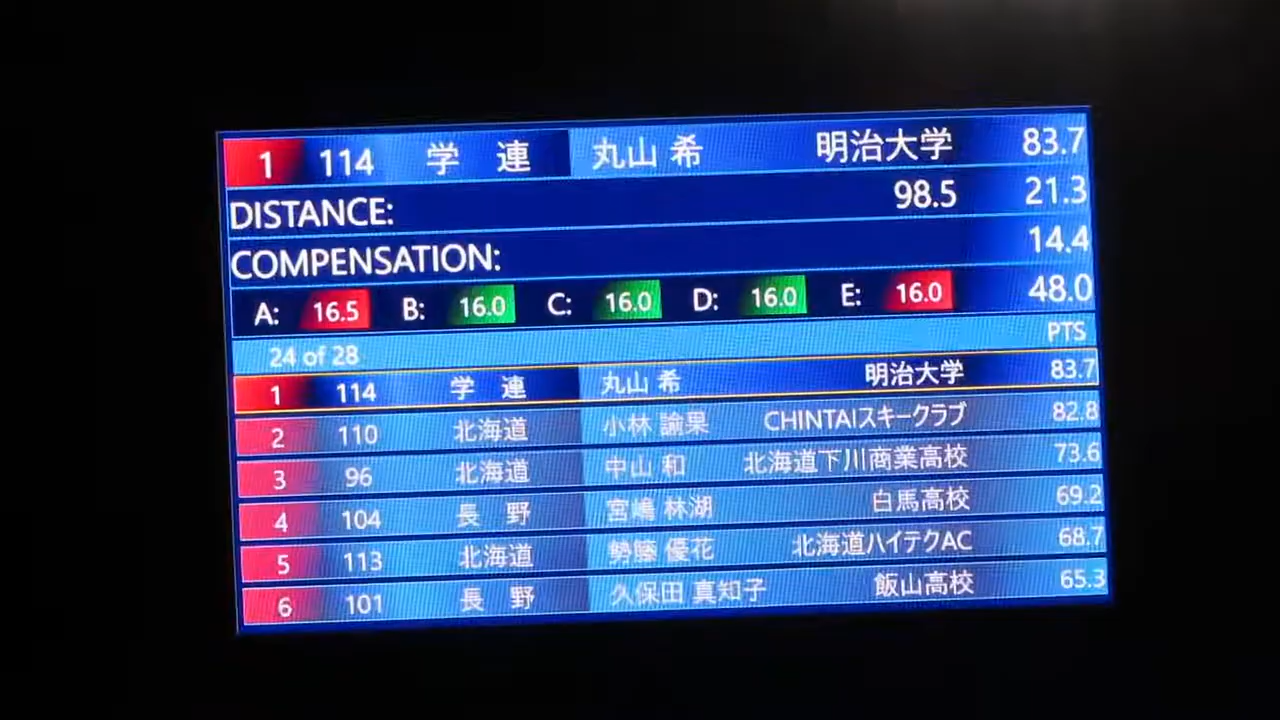 1 114 学 連 丸山 希 明治大学 83.7
DISTANCE: 98.5 21.3
COMPENSATION: 14.4
A: 16.5 B: 16.0 C: 16.0 D: 16.0 E: 16.0 48.0
24 of 28 PTS
1 114 学 連 丸山 希 明治大学 83.7
2 110 北海道 小林 諭果 CHINTAIスキークラブ 82.8
3 96 北海道 中山 和 北海道下川商業高校 73.6
4 104 長 野 宮嶋 林湖 白馬高校 69.2
5 113 北海道 勢藤 優花 北海道ハイテクAC 68.7
6 101 長 野 久保田 真知子 飯山高校 65.3